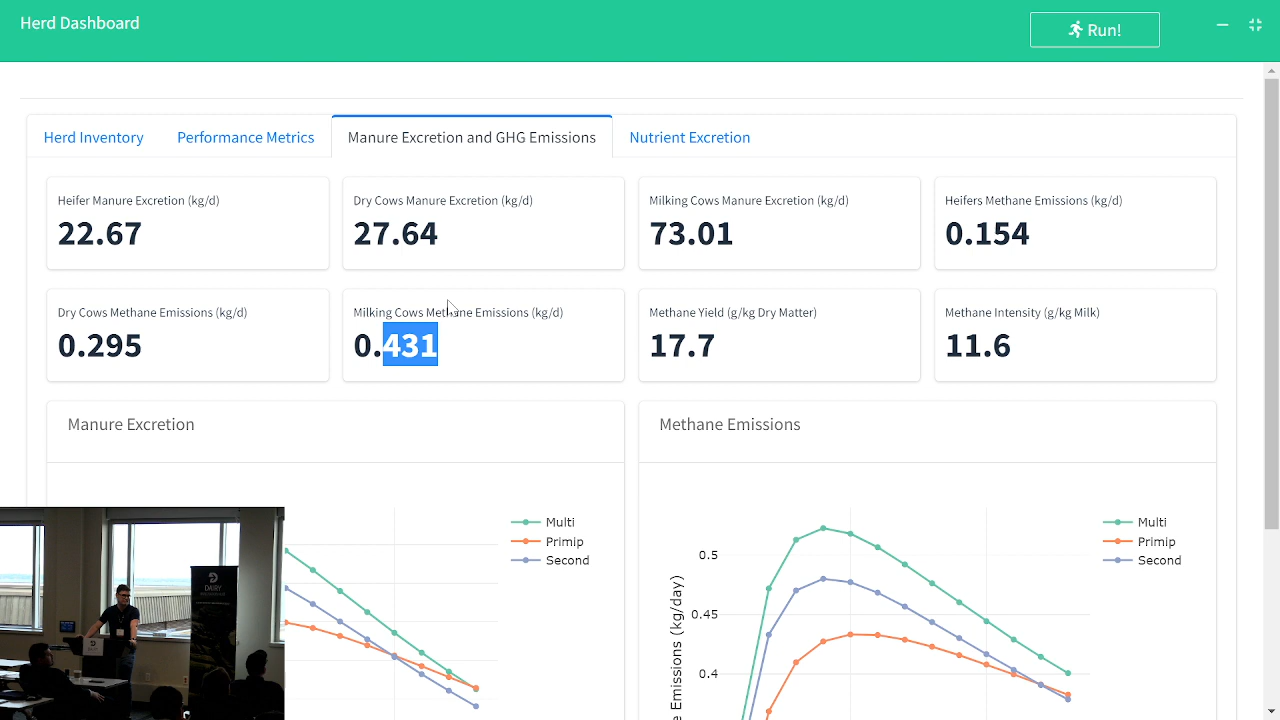 Herd Dashboard
Run!
Herd Inventory
Performance Metrics
Manure Excretion and GHG Emissions
Nutrient Excretion
Heifer Manure Excretion (kg/d)
22.67
Dry Cows Manure Excretion (kg/d)
27.64
Milking Cows Manure Excretion (kg/d)
73.01
Heifers Methane Emissions (kg/d)
0.154
Dry Cows Methane Emissions (kg/d)
0.295
Milking Cows Methane Emissions (kg/d)
0.431
Methane Yield (g/kg Dry Matter)
17.7
Methane Intensity (g/kg Milk)
11.6
Manure Excretion
Multi
Primip
Second
Methane Emissions
e Emissions (kg/day)
0.5
0.45
0.4
Multi
Primip
Second
DAIRY